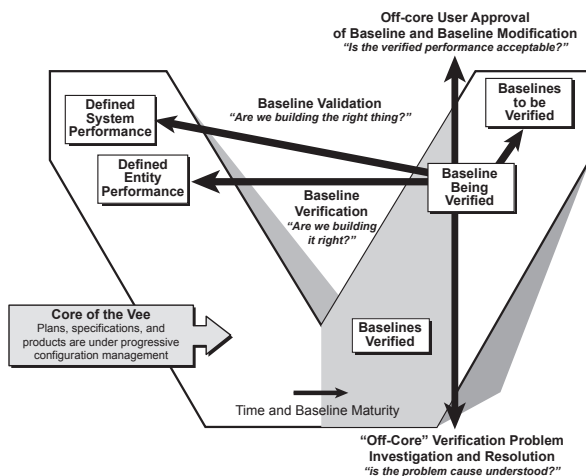 Off-core User Approval
of Baseline and Baseline Modification
“Is the verified performance acceptable?”
Defined
System
Performance
Baseline Validation
“Are we building the right thing?”
Baselines
to be
Verified
Defined
Entity
Performance
Baseline
Verification
“Are we building
it right?”
Baseline
Being
Verified
Core of the Vee
Plans, specifications, and
products are under progressive
configuration management
Baselines
Verified
Time and Baseline Maturity
“Off-Core” Verification Problem
Investigation and Resolution
“is the problem cause understood?”